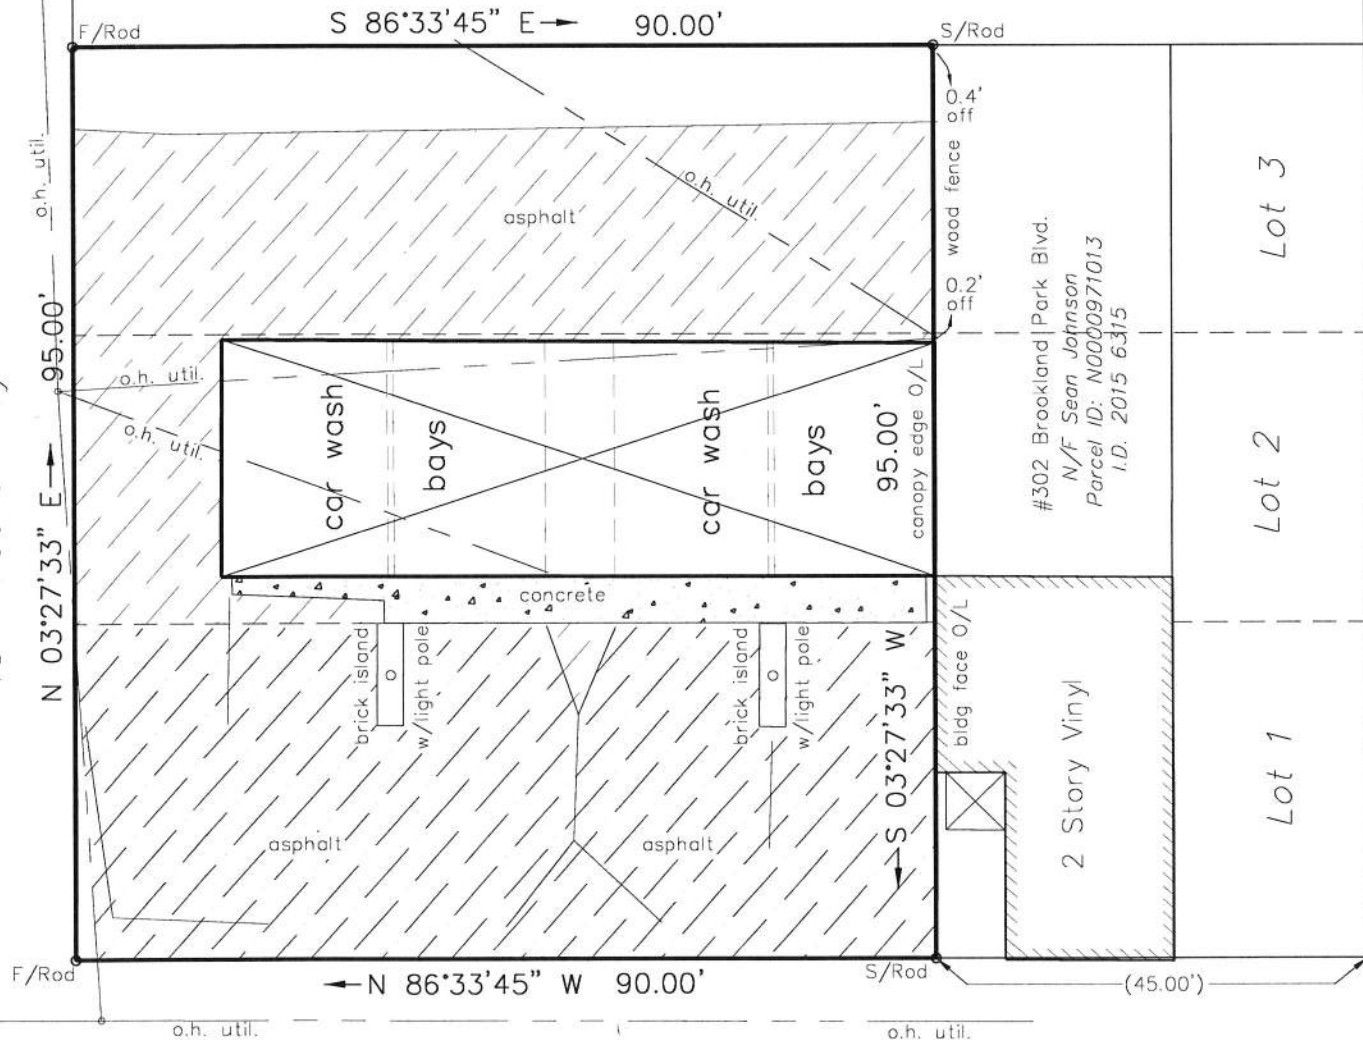 S 86°33'45" E 90.00'
F/Rod
S/Rod
0.4'
off
wood fence
0.2'
off
o.h. util.
o.h. util.
asphalt
95.00'
N 03°27'33" E
o.h. util.
o.h. util.
car wash
bays
car wash
bays
95.00'
canopy edge O/L
S 03°27'33" W
#302 Brookland Park Blvd.
N/F Sean Johnson
Parcel ID: N0000971013
I.D. 2015 6315
Lot 3
Lot 2
Lot 1
concrete
brick island
w/light pole
brick island
w/light pole
bldg face O/L
2 Story Vinyl
asphalt
asphalt
F/Rod
S/Rod
N 86°33'45" W 90.00'
(45.00')
o.h. util.
o.h. util.